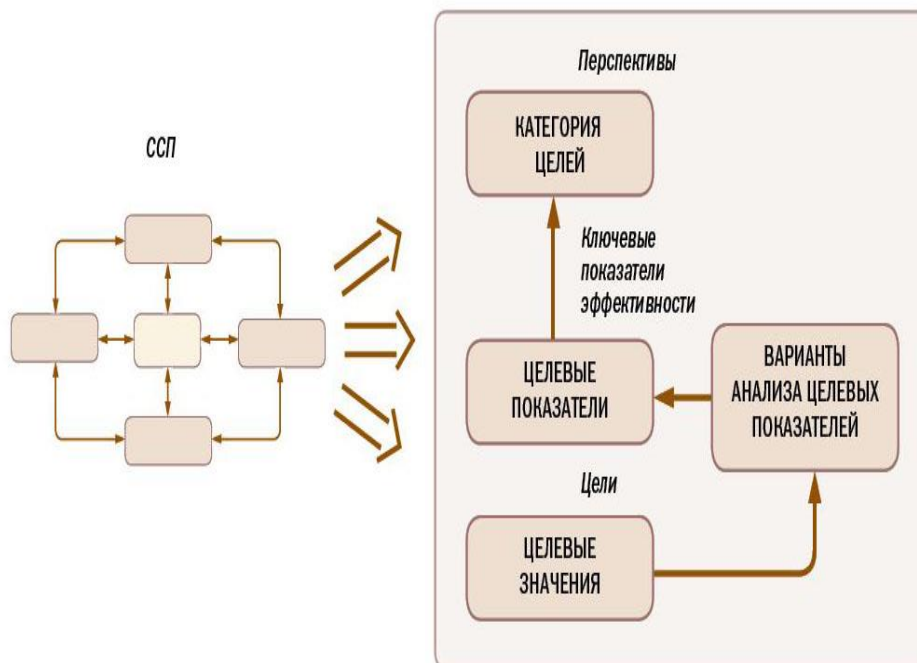 ССП
Перспективы
КАТЕГОРИЯ
ЦЕЛЕЙ
Ключевые
показатели
эффективности
ЦЕЛЕВЫЕ
ПОКАЗАТЕЛИ
ВАРИАНТЫ
АНАЛИЗА ЦЕЛЕВЫХ
ПОКАЗАТЕЛЕЙ
Цели
ЦЕЛЕВЫЕ
ЗНАЧЕНИЯ